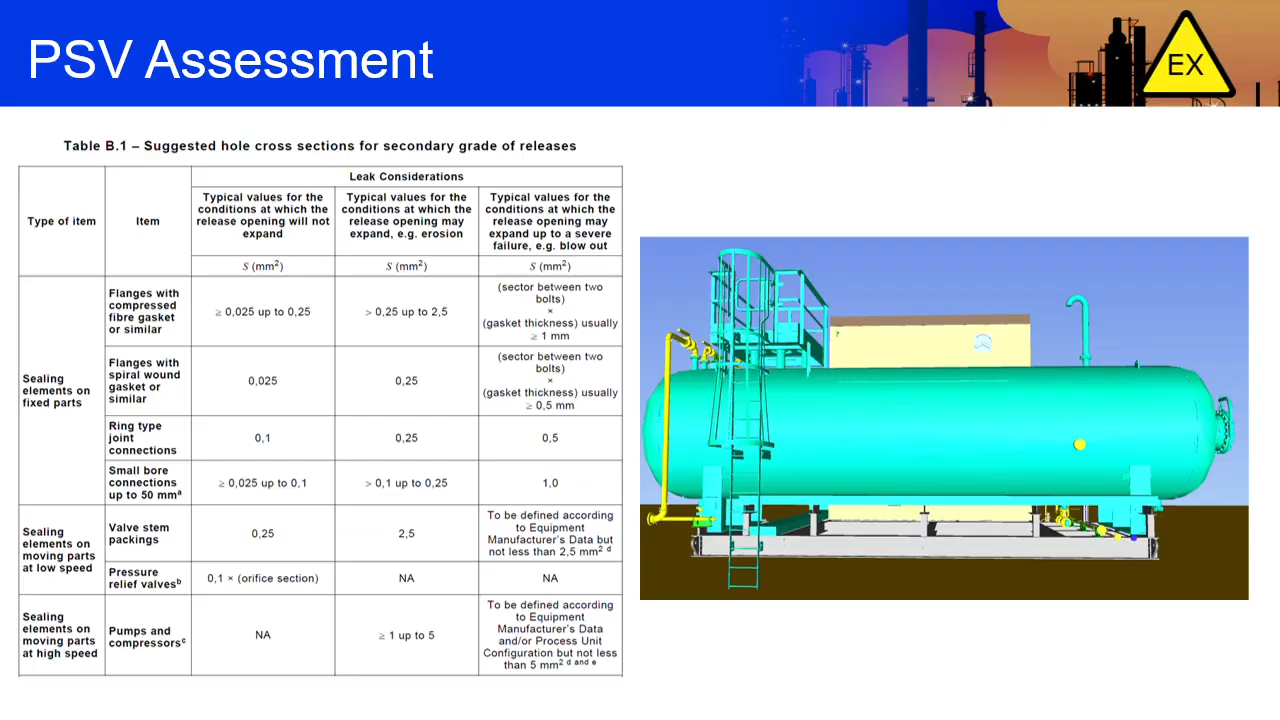 PSV Assessment
EX
Table B.1 – Suggested hole cross sections for secondary grade of releases
Type of item
Item
Leak Considerations
Typical values for the
conditions at which the
release opening will not
expand
Typical values for the
conditions at which the
release opening may
expand, e.g. erosion
Typical values for the
conditions at which the
release opening may
expand up to a severe
failure, e.g. blow out
S (mm²)
S (mm²)
S (mm²)
Sealing
elements on
fixed parts
Flanges with
compressed
fibre gasket
or similar
≥ 0,025 up to 0,25
> 0,25 up to 2,5
(sector between two
bolts)
×
(gasket thickness) usually
≥ 1 mm
Flanges with
spiral wound
gasket or
similar
0,025
0,25
(sector between two
bolts)
×
(gasket thickness) usually
≥ 0,5 mm
Ring type
joint
connections
0,1
0,25
0,5
Small bore
connections
up to 50 mmᵃ
≥ 0,025 up to 0,1
> 0,1 up to 0,25
1,0
Sealing
elements on
moving parts
at low speed
Valve stem
packings
0,25
2,5
To be defined according
to Equipment
Manufacturer’s Data but
not less than 2,5 mm² ᵈ
Pressure
relief valvesᵇ
0,1 × (orifice section)
NA
NA
Sealing
elements on
moving parts
at high speed
Pumps and
compressorsᶜ
NA
≥ 1 up to 5
To be defined according
to Equipment
Manufacturer’s Data
and/or Process Unit
Configuration but not less
than 5 mm² ᵈ ᵃⁿᵈ ᵉ